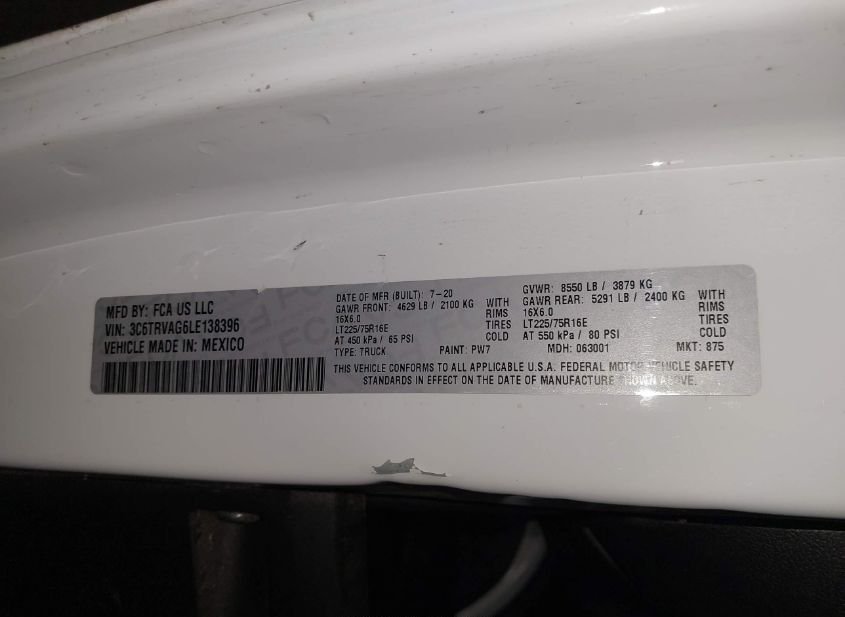 MFD BY: FCA US LLC
VIN: 3C6TRVAG6LE138396
VEHICLE MADE IN: MEXICO
DATE OF MFR (BUILT): 7-20
GAWR FRONT: 4629 LB / 2100 KG WITH
16X6.0 RIMS
LT225/75R16E TIRES
AT 450 kPa / 65 PSI COLD
TYPE: TRUCK PAINT: PW7
GVWR: 8550 LB / 3879 KG
GAWR REAR: 5291 LB / 2400 KG WITH
16X6.0 RIMS
LT225/75R16E TIRES
AT 550 kPa / 80 PSI COLD
MDH: 063001 MKT: 875
THIS VEHICLE CONFORMS TO ALL APPLICABLE U.S.A. FEDERAL MOTOR VEHICLE SAFETY
STANDARDS IN EFFECT ON THE DATE OF MANUFACTURE SHOWN ABOVE.